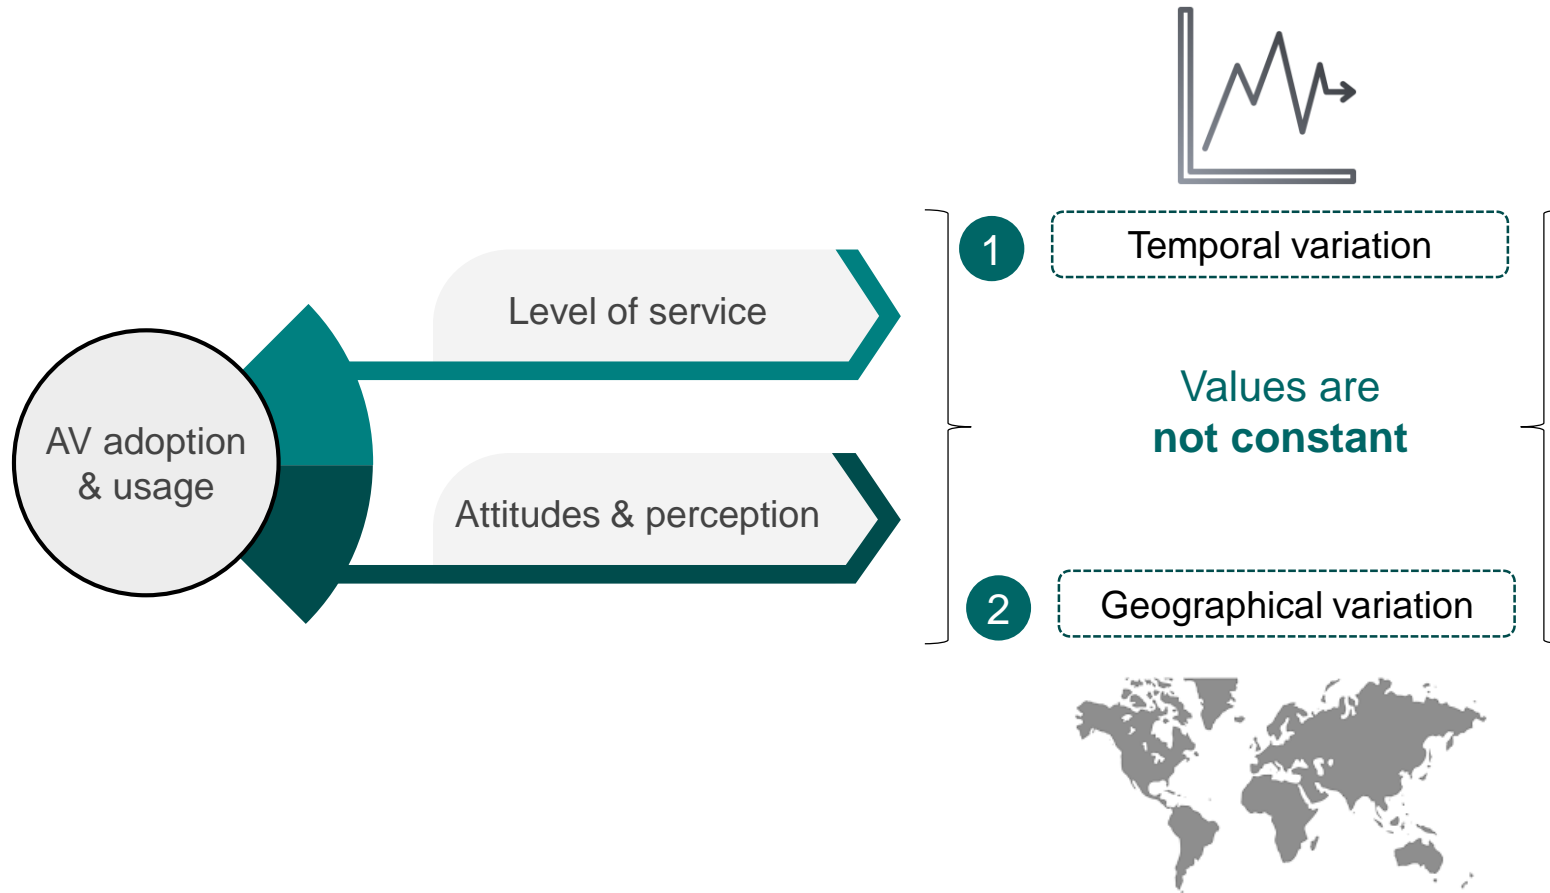 AV adoption
& usage
Level of service
Attitudes & perception
1
Temporal variation
Values are
not constant
2
Geographical variation